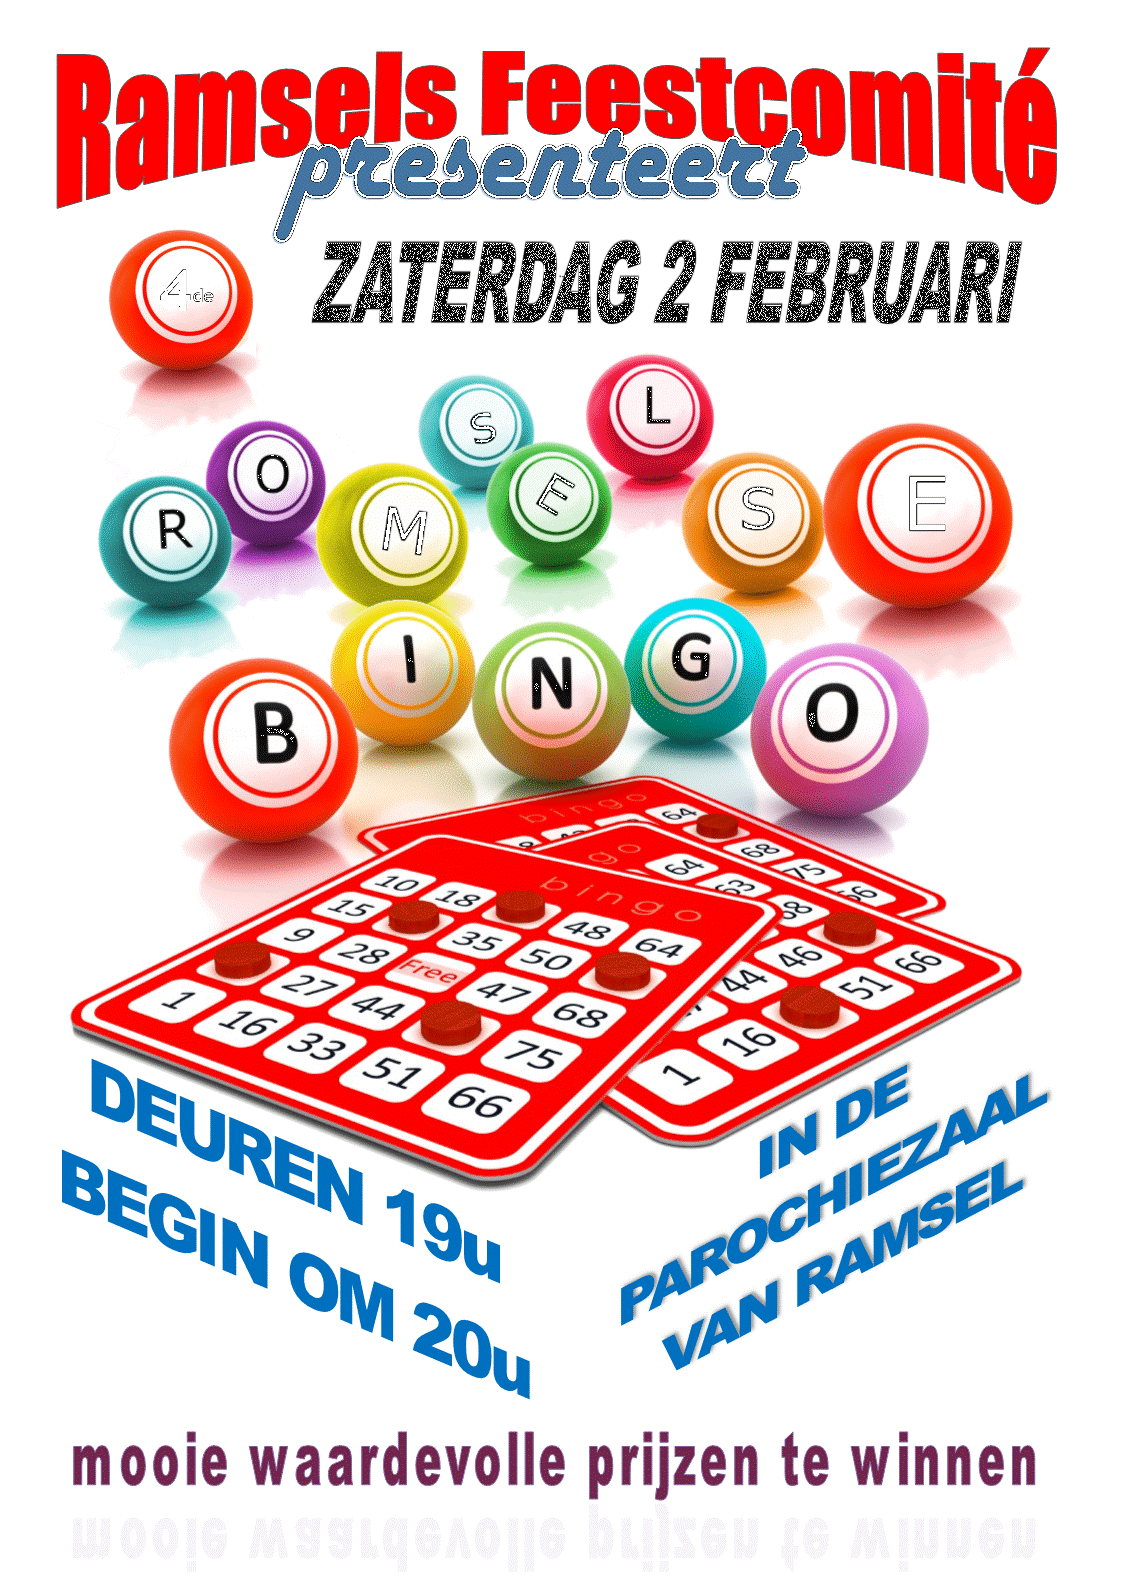 Ramsels Feestcomité
presenteert
ZATERDAG 2 FEBRUARI
4de
ROMSELSE
BINGO
bingo
64
68
75
66
bingo
64
63
68
44 46
51 66
16
1
bingo
10 18 48 64
15 35 50
9 28 Free 47 68
27 44 75
1 16 33 51 66
DEUREN 19u
BEGIN OM 20u
IN DE
PAROCHIEZAAL
VAN RAMSEL
mooie waardevolle prijzen te winnen